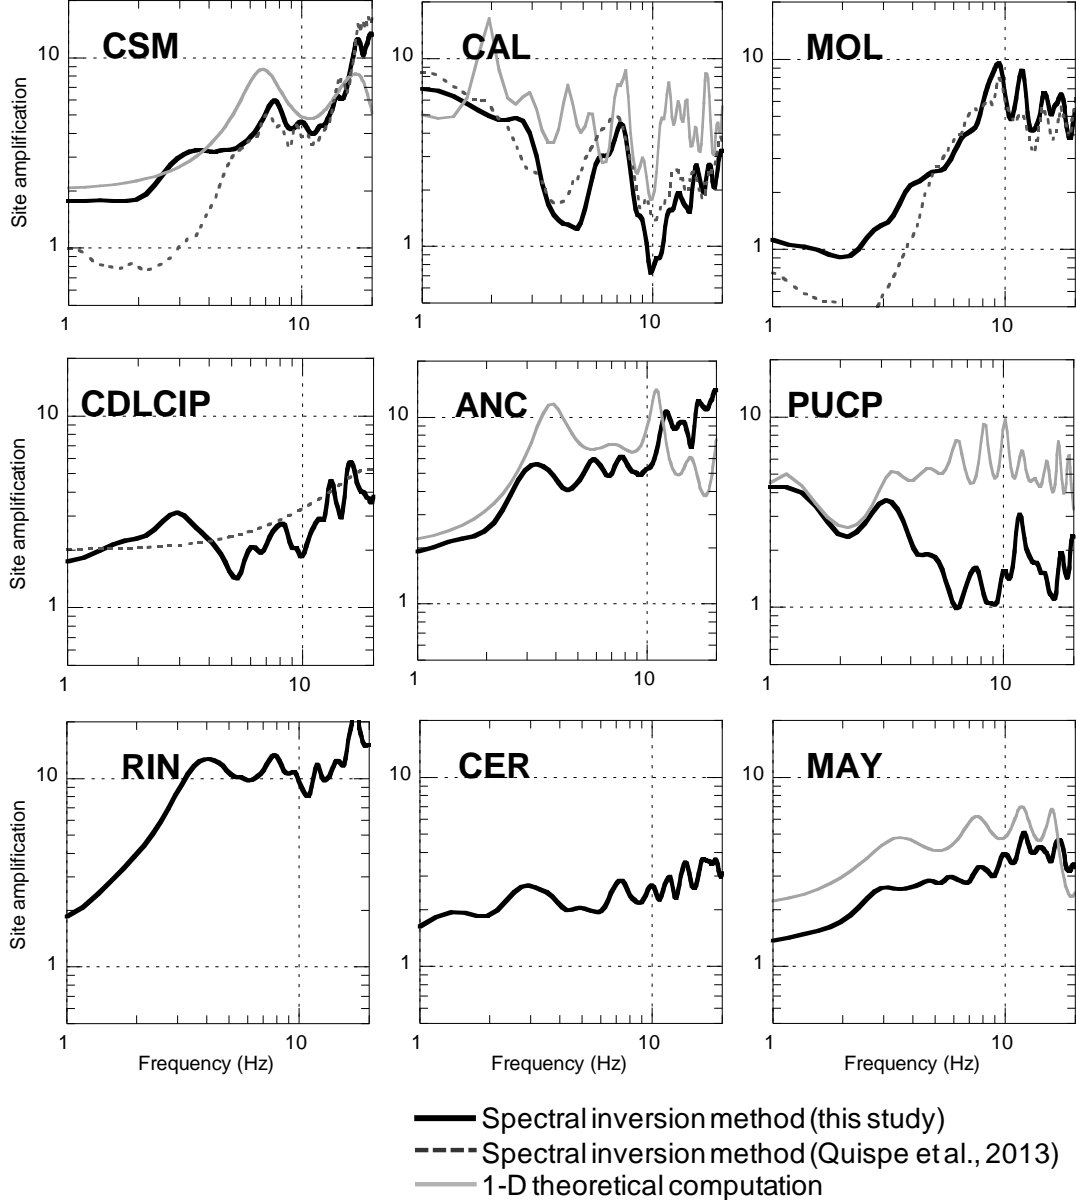 CSM
CAL
MOL
10
10
10
1
1
1
Site amplification
1
10
1
10
1
10
CDLCIP
ANC
PUCP
10
10
10
1
1
1
Site amplification
1
10
1
10
1
10
RIN
CER
MAY
10
10
10
1
1
1
Site amplification
1
10
1
10
1
10
Frequency (Hz)
Frequency (Hz)
Frequency (Hz)
Spectral inversion method (this study)
Spectral inversion method (Quispe et al., 2013)
1-D theoretical computation